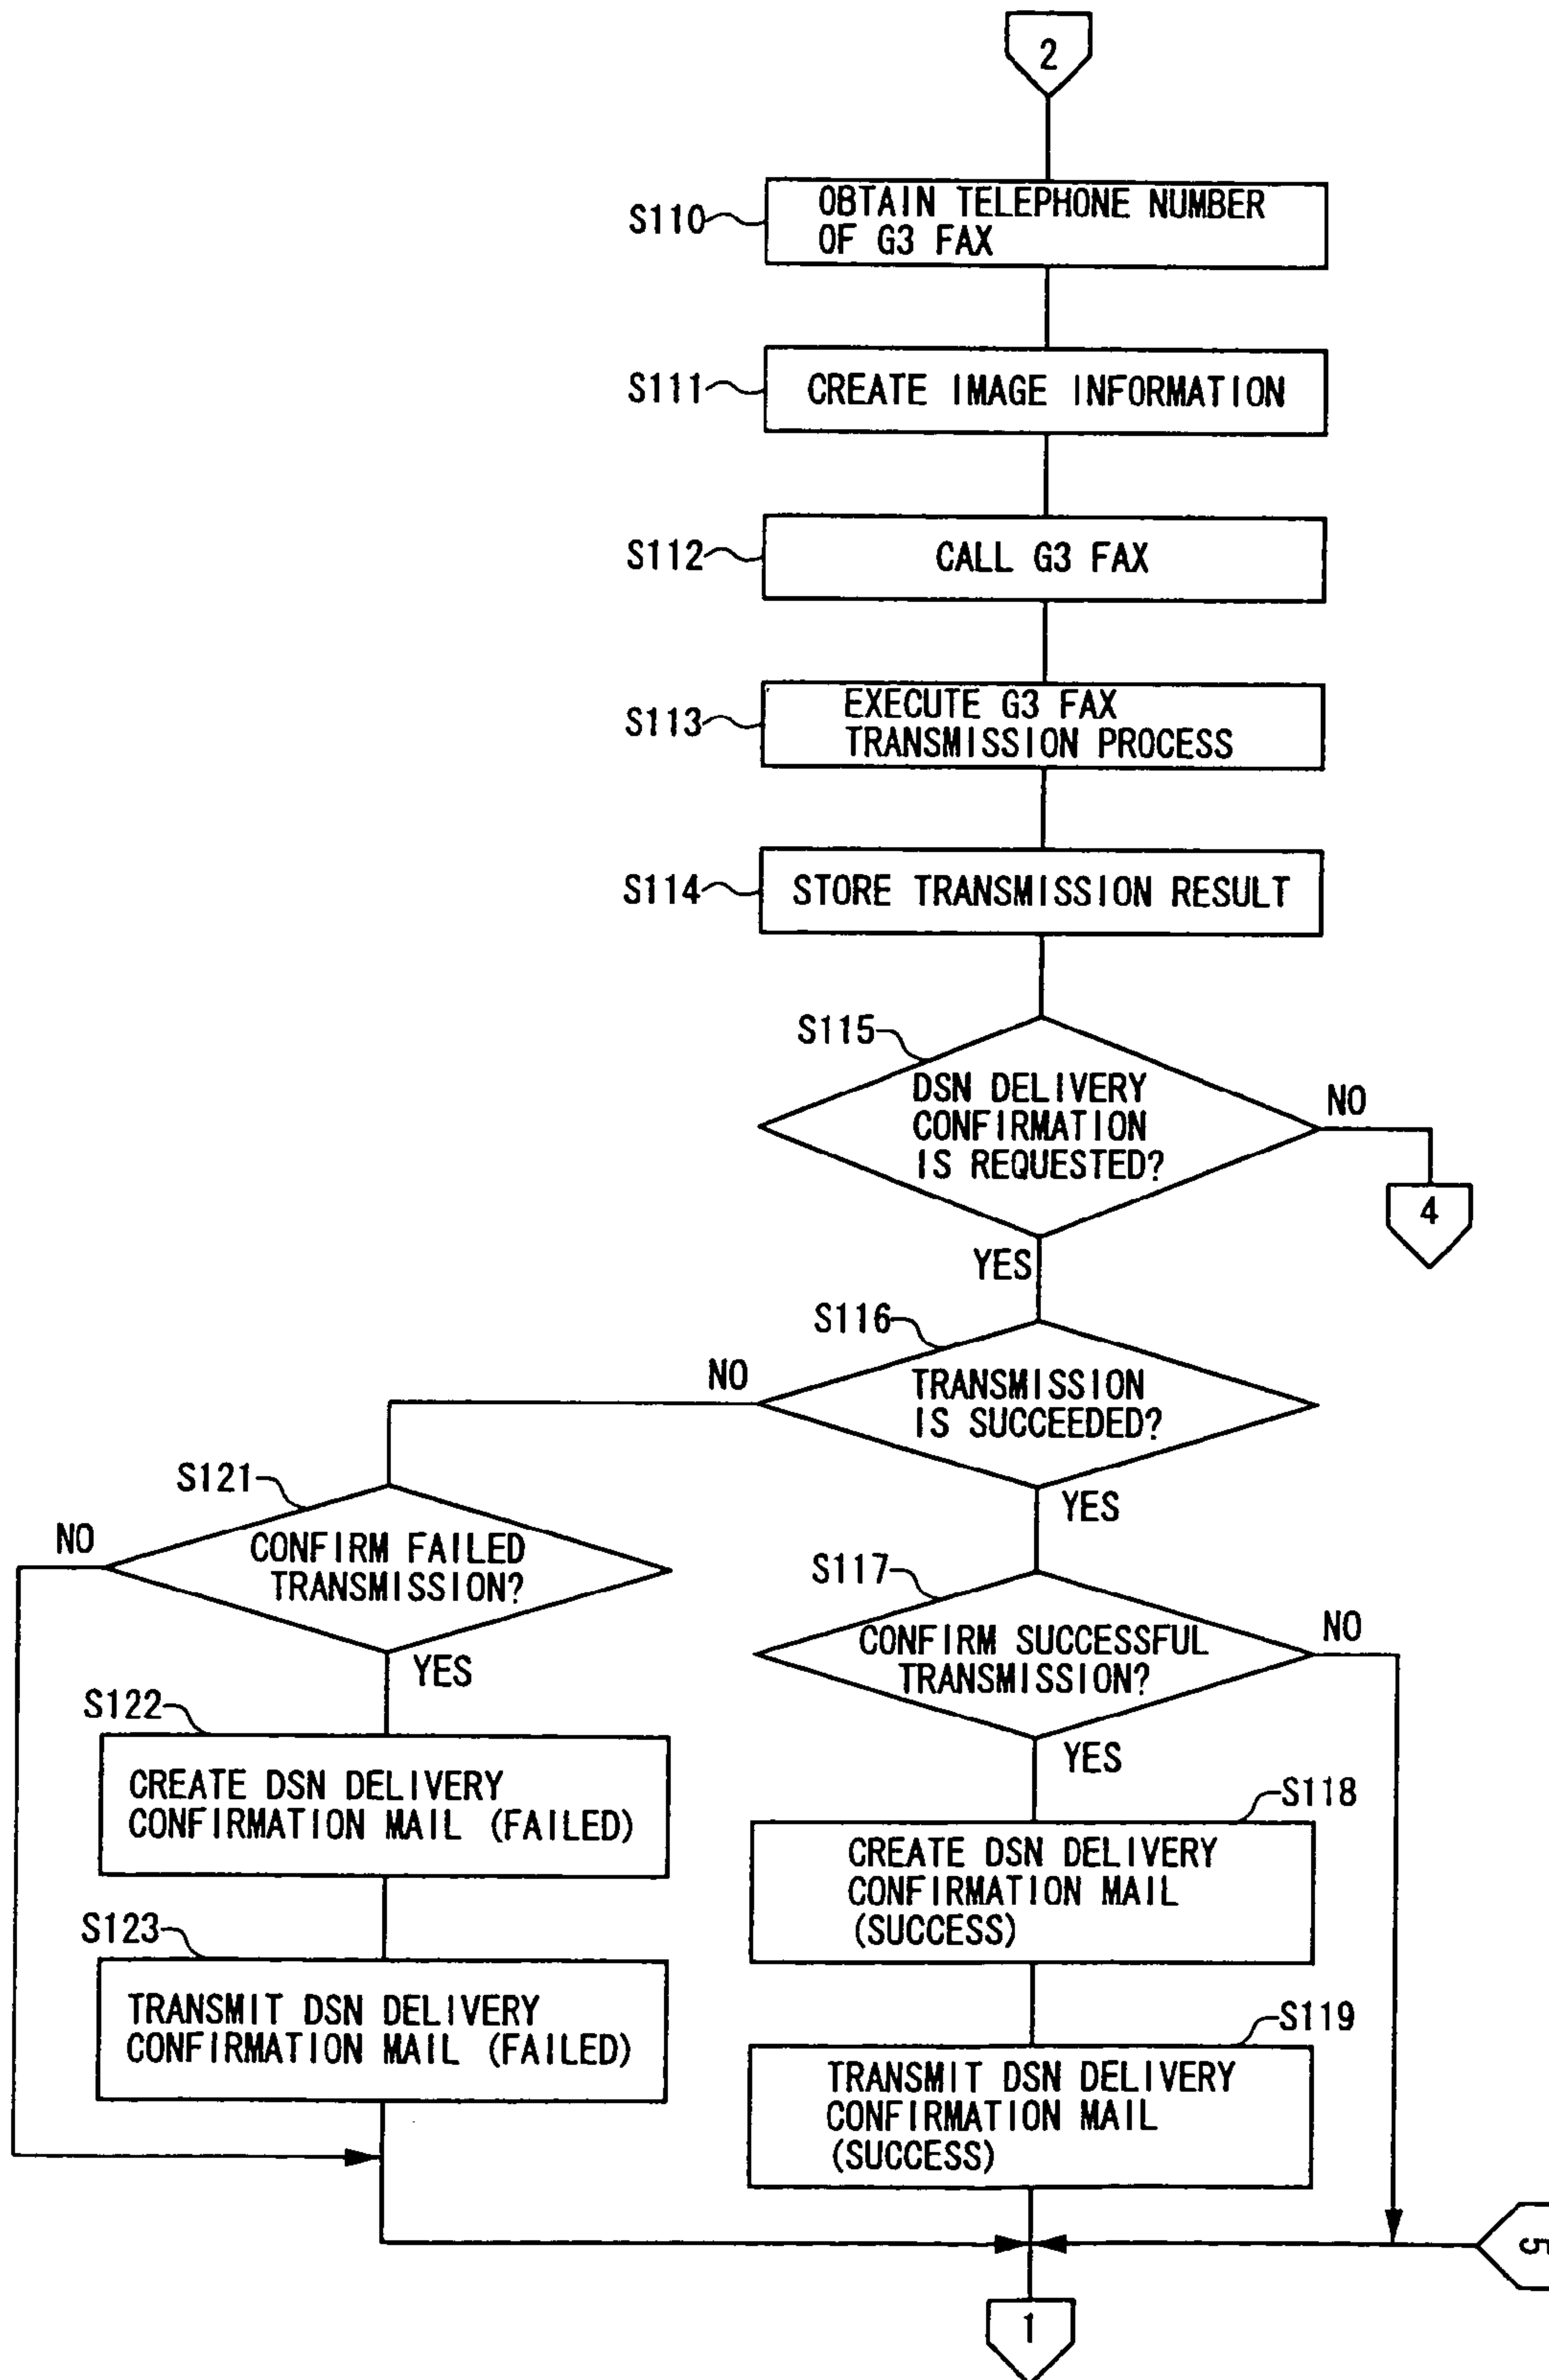 2
S110
OBTAIN TELEPHONE NUMBER
OF G3 FAX
S111
CREATE IMAGE INFORMATION
S112
CALL G3 FAX
S113
EXECUTE G3 FAX
TRANSMISSION PROCESS
S114
STORE TRANSMISSION RESULT
S115
DSN DELIVERY
CONFIRMATION
IS REQUESTED?
NO
4
YES
S116
NO
TRANSMISSION
IS SUCCEEDED?
YES
S121
NO
CONFIRM FAILED
TRANSMISSION?
YES
S117
CONFIRM SUCCESSFUL
TRANSMISSION?
NO
YES
S122
CREATE DSN DELIVERY
CONFIRMATION MAIL (FAILED)
S118
CREATE DSN DELIVERY
CONFIRMATION MAIL
(SUCCESS)
S123
TRANSMIT DSN DELIVERY
CONFIRMATION MAIL (FAILED)
S119
TRANSMIT DSN DELIVERY
CONFIRMATION MAIL
(SUCCESS)
5
1